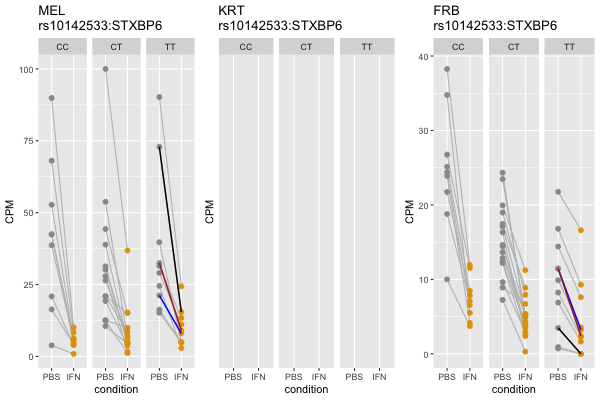 MEL
rs10142533:STXBP6
KRT
rs10142533:STXBP6
FRB
rs10142533:STXBP6
CC CT TT
CC CT TT
CC CT TT
CPM
100
75
50
25
0
CPM
CPM
40
30
20
10
0
PBS IFN PBS IFN PBS IFN
condition
PBS IFN PBS IFN PBS IFN
condition
PBS IFN PBS IFN PBS IFN
condition